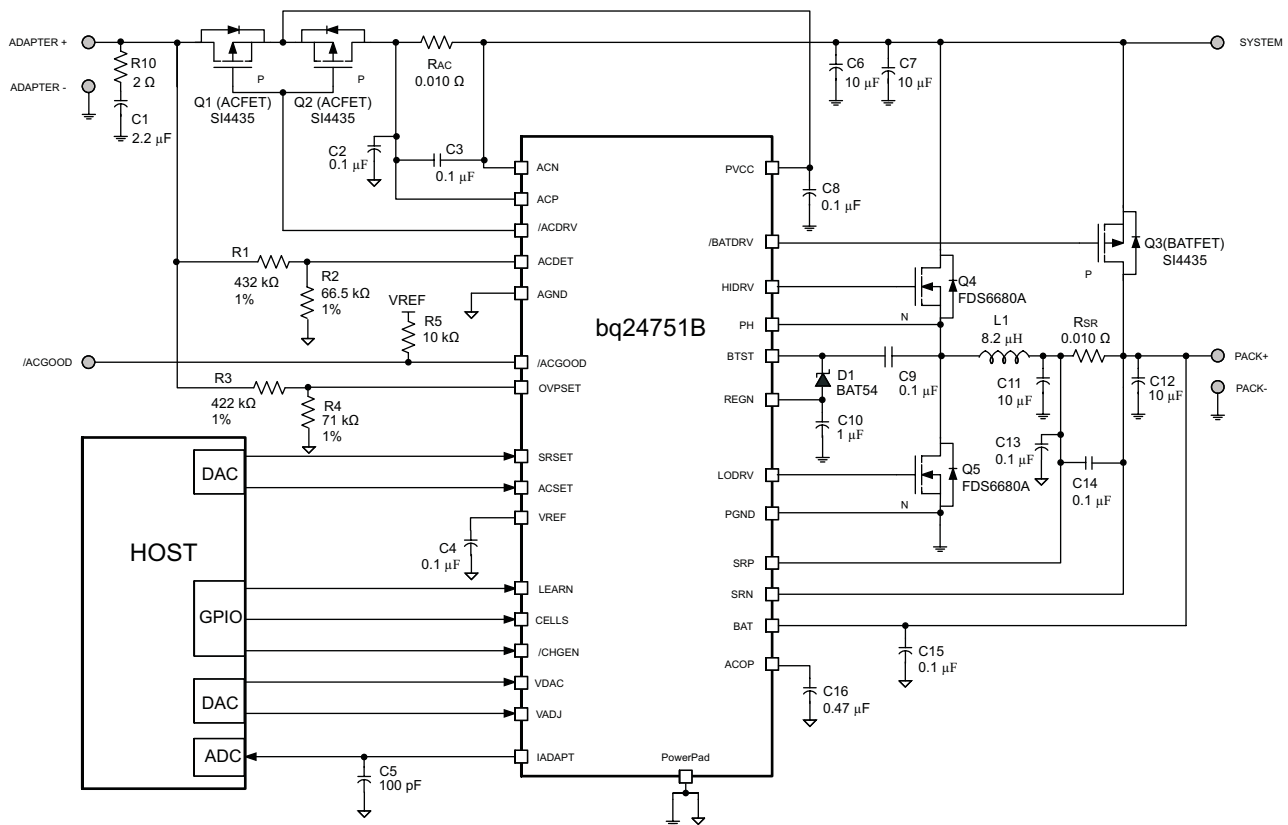 ADAPTER +
ADAPTER -
R10
2 Ω
C1
2.2 µF
P
Q1 (ACFET)
SI4435
P
Q2 (ACFET)
SI4435
RAC
0.010 Ω
C6
10 µF
C7
10 µF
SYSTEM
C2
0.1 µF
C3
0.1 µF
C8
0.1 µF
ACN
ACP
/ACDRV
ACDET
AGND
/ACGOOD
OVPSET
SRSET
ACSET
VREF
LEARN
CELLS
/CHGEN
VDAC
VADJ
IADAPT
bq24751B
PVCC
/BATDRV
HIDRV
PH
BTST
REGN
LODRV
PGND
SRP
SRN
BAT
ACOP
PowerPad
R1
432 kΩ
1%
R2
66.5 kΩ
1%
VREF
R5
10 kΩ
/ACGOOD
R3
422 kΩ
1%
R4
71 kΩ
1%
HOST
DAC
GPIO
DAC
ADC
C4
0.1 µF
C5
100 pF
Q3(BATFET)
SI4435
P
Q4
FDS6680A
N
L1
8.2 µH
RSR
0.010 Ω
PACK+
PACK-
D1
BAT54
C9
0.1 µF
C10
1 µF
C11
10 µF
C12
10 µF
C13
0.1 µF
C14
0.1 µF
Q5
FDS6680A
N
C15
0.1 µF
C16
0.47 µF